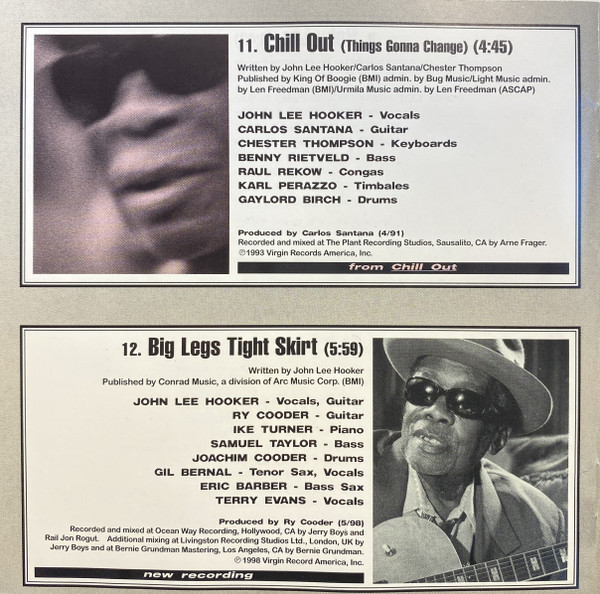 11. Chill Out (Things Gonna Change) (4:45)
Written by John Lee Hooker/Carlos Santana/Chester Thompson
Published by King Of Boogie (BMI) admin. by Bug Music/Light Music admin.
by Len Freedman (BMI)/Urmila Music admin. by Len Freedman (ASCAP)
JOHN LEE HOOKER - Vocals
CARLOS SANTANA - Guitar
CHESTER THOMPSON - Keyboards
BENNY RIETVELD - Bass
RAUL REKOW - Congas
KARL PERAZZO - Timbales
GAYLORD BIRCH - Drums
Produced by Carlos Santana (4/91)
Recorded and mixed at The Plant Recording Studios, Sausalito, CA by Arne Frager.
℗1993 Virgin Records America, Inc.
from Chill Out
12. Big Legs Tight Skirt (5:59)
Written by John Lee Hooker
Published by Conrad Music, a division of Arc Music Corp. (BMI)
JOHN LEE HOOKER - Vocals, Guitar
RY COODER - Guitar
IKE TURNER - Piano
SAMUEL TAYLOR - Bass
JOACHIM COODER - Drums
GIL BERNAL - Tenor Sax, Vocals
ERIC BARBER - Bass Sax
TERRY EVANS - Vocals
Produced by Ry Cooder (5/98)
Recorded and mixed at Ocean Way Recording, Hollywood, CA by Jerry Boys and
Rail Jon Rogut. Additional mixing at Livingston Recording Studios Ltd., London, UK by
Jerry Boys and at Bernie Grundman Mastering, Los Angeles, CA by Bernie Grundman.
℗1998 Virgin Record America, Inc.
new recording